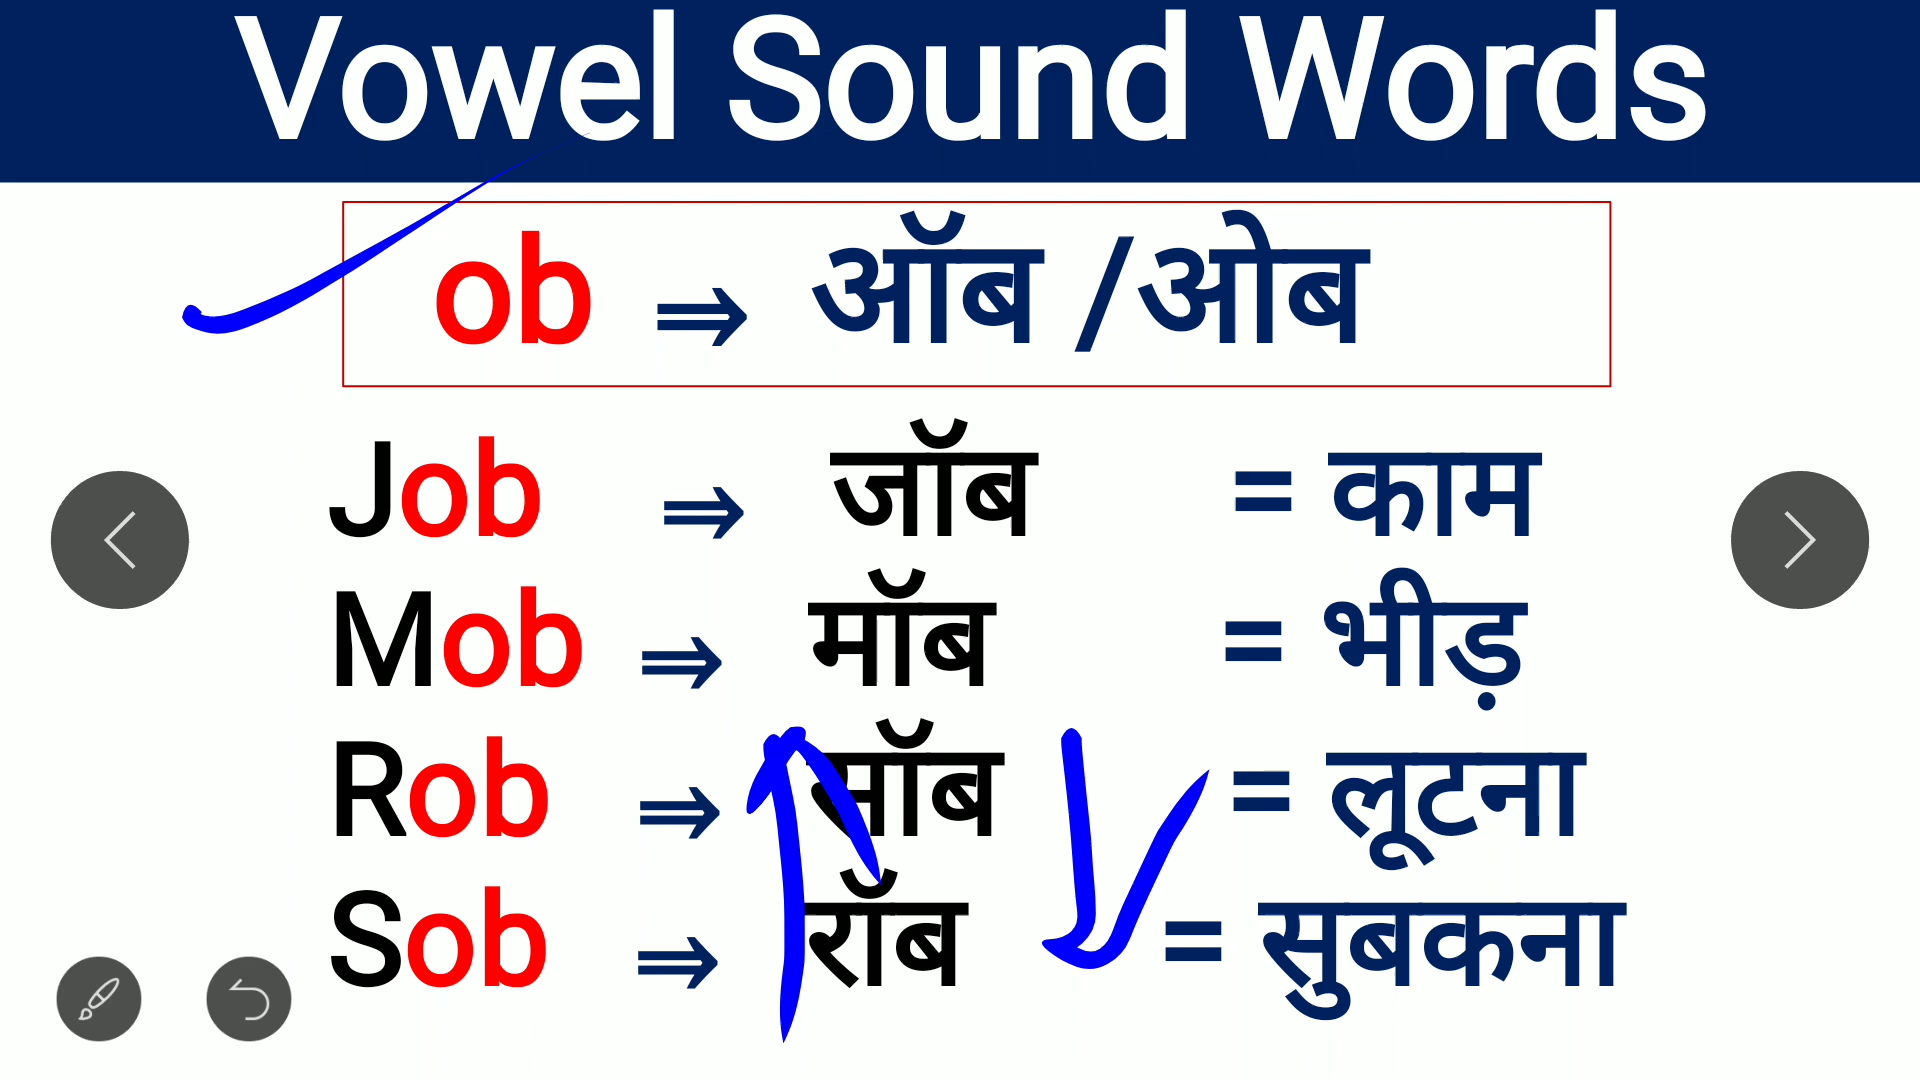 Vowel Sound Words
ob ⇒ ऑब /ओब
Job ⇒ जॉब = काम
Mob ⇒ मॉब = भीड़
Rob ⇒ सॉब = लूटना
Sob ⇒ रॉब = सुबकना